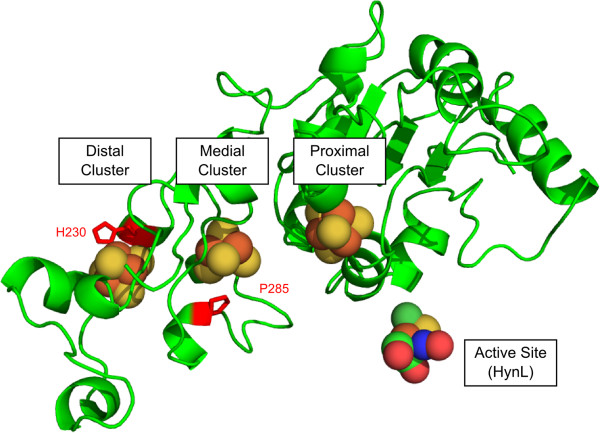 Distal
Cluster
Medial
Cluster
Proximal
Cluster
H230
P285
Active Site
(HynL)